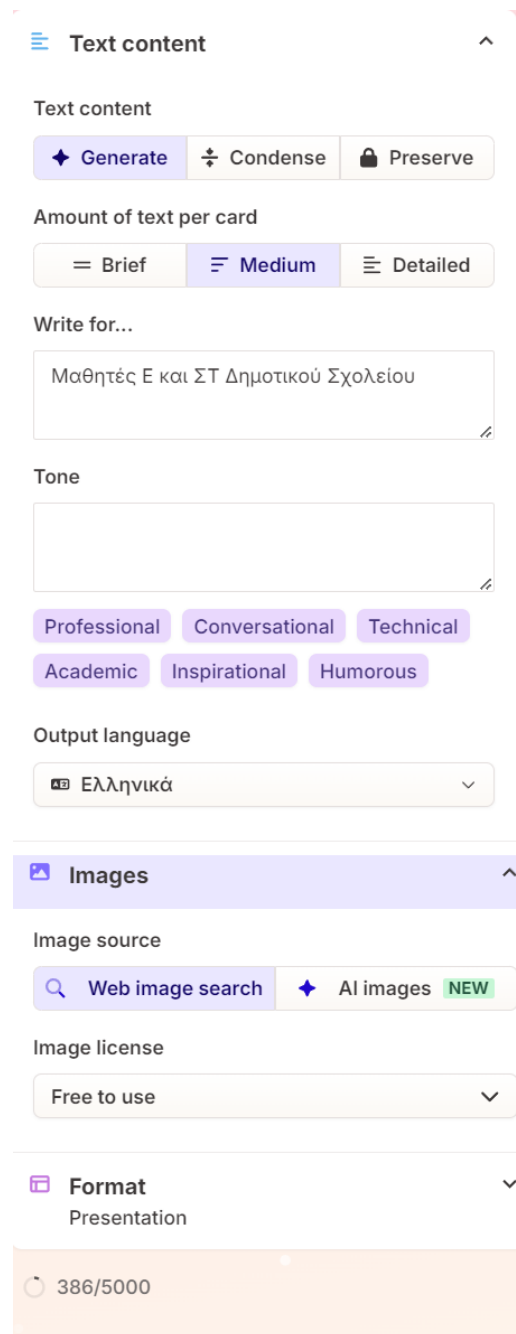 Text content
Text content
Generate Condense Preserve
Amount of text per card
Brief Medium Detailed
Write for...
Μαθητές Ε και ΣΤ Δημοτικού Σχολείου
Tone
Professional Conversational Technical
Academic Inspirational Humorous
Output language
Ελληνικά
Images
Image source
Web image search AI images NEW
Image license
Free to use
Format
Presentation
386/5000